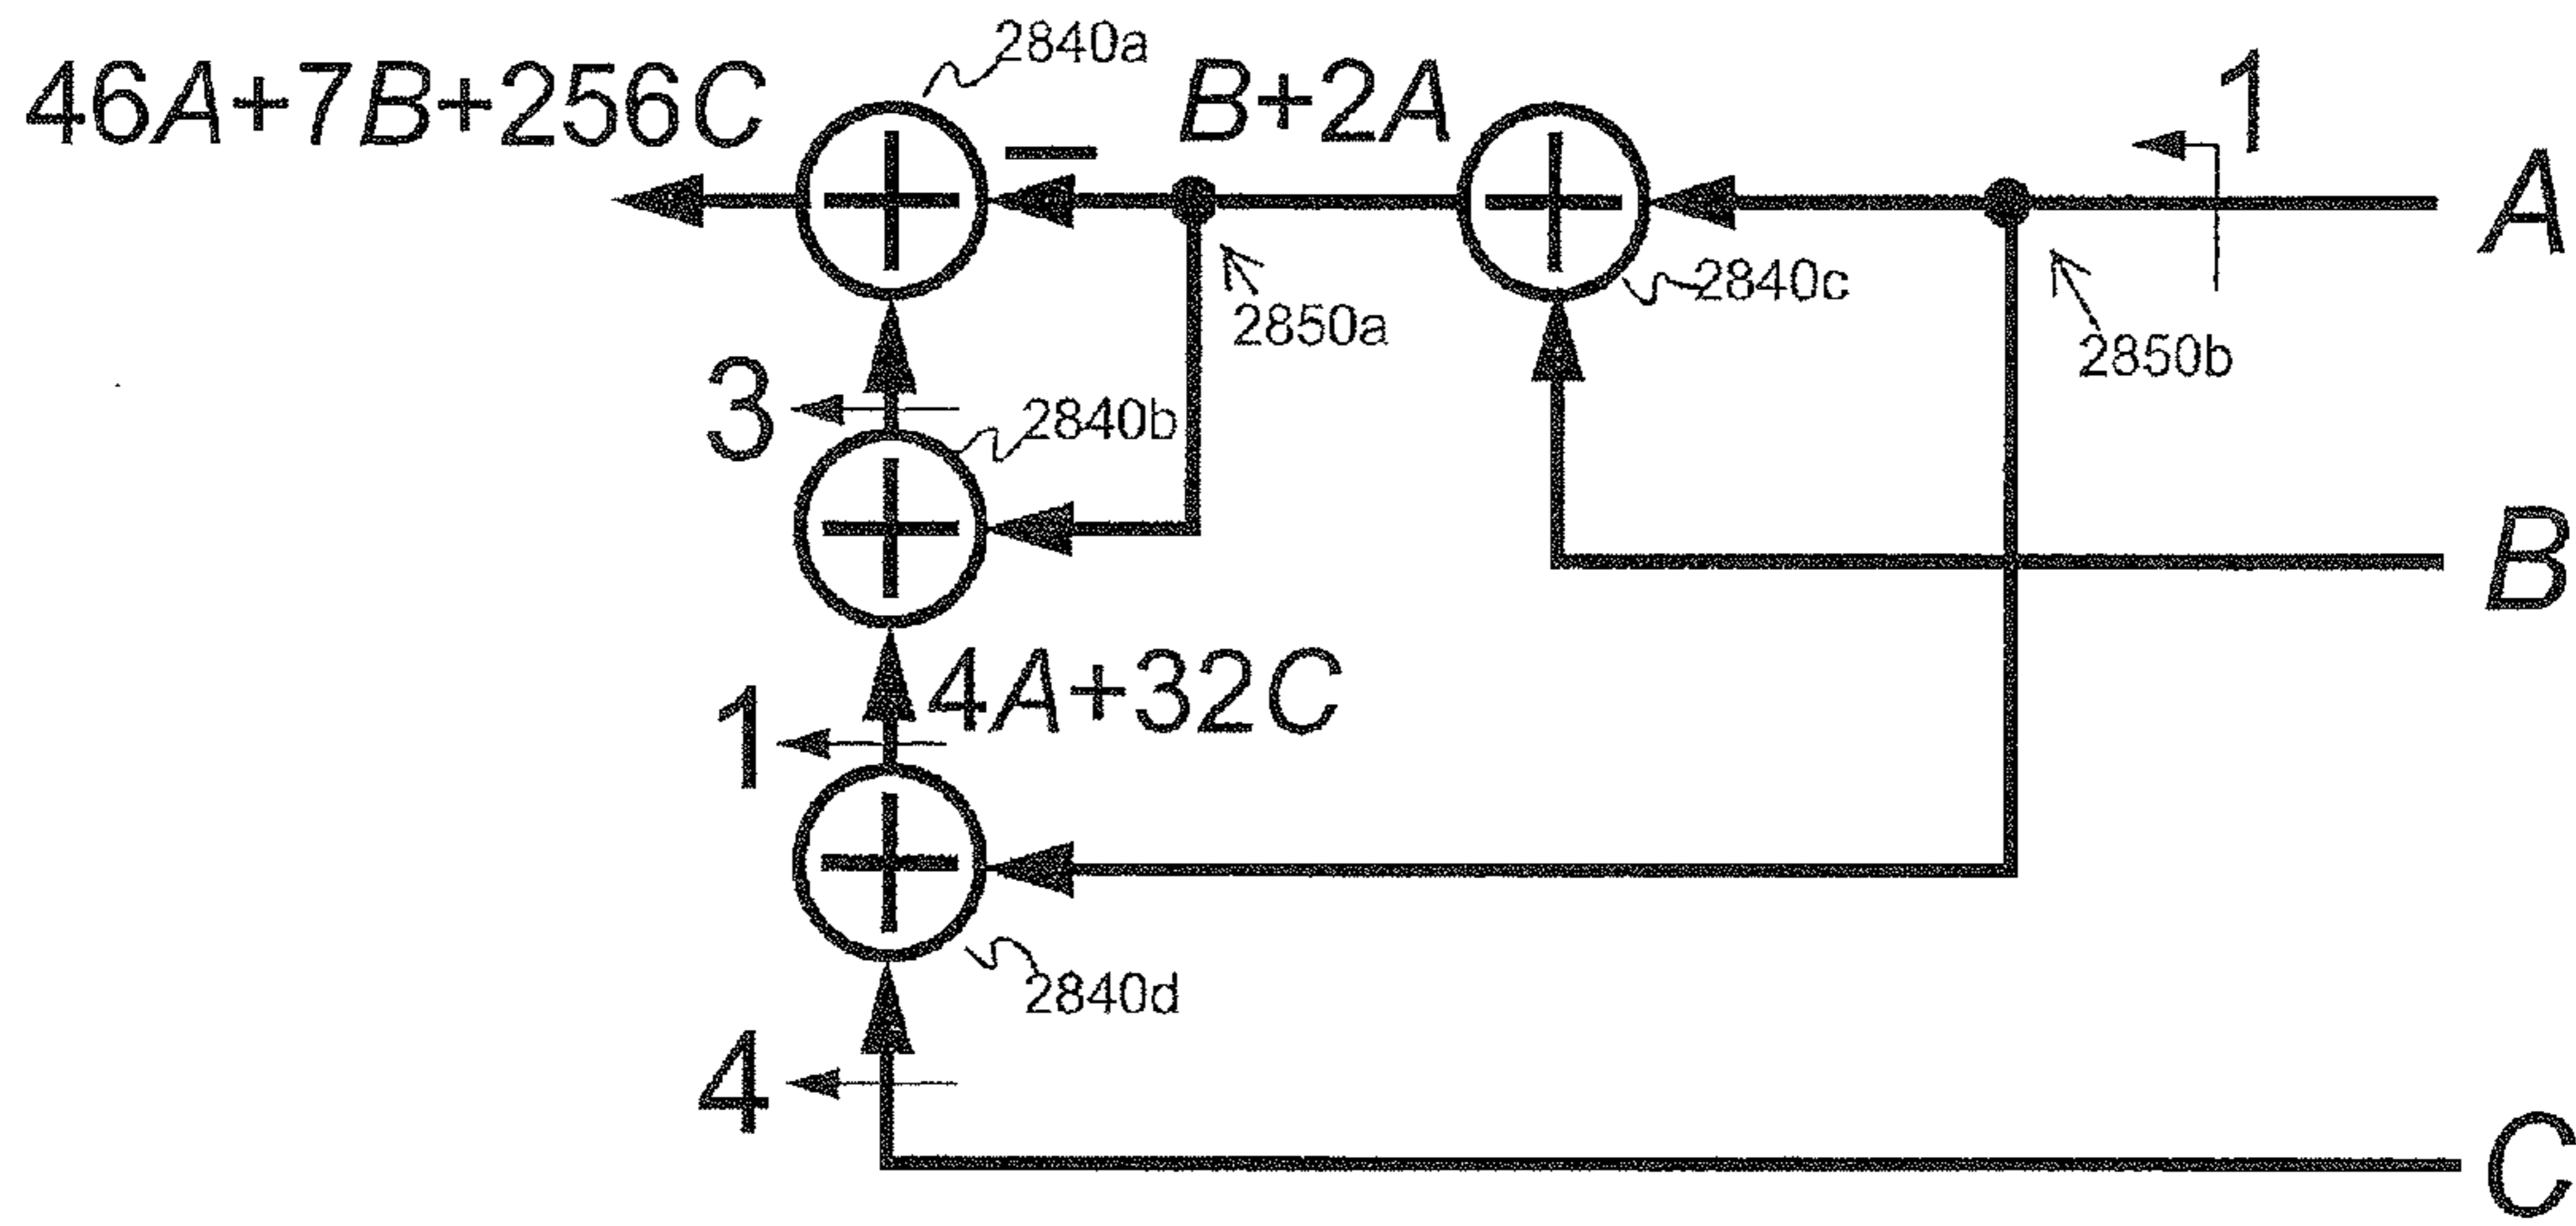 2840a
46A+7B+256C
B+2A
1
A
−
+
+
2840c
2850a
2850b
3
2840b
+
B
4A+32C
1
+
2840d
4
C